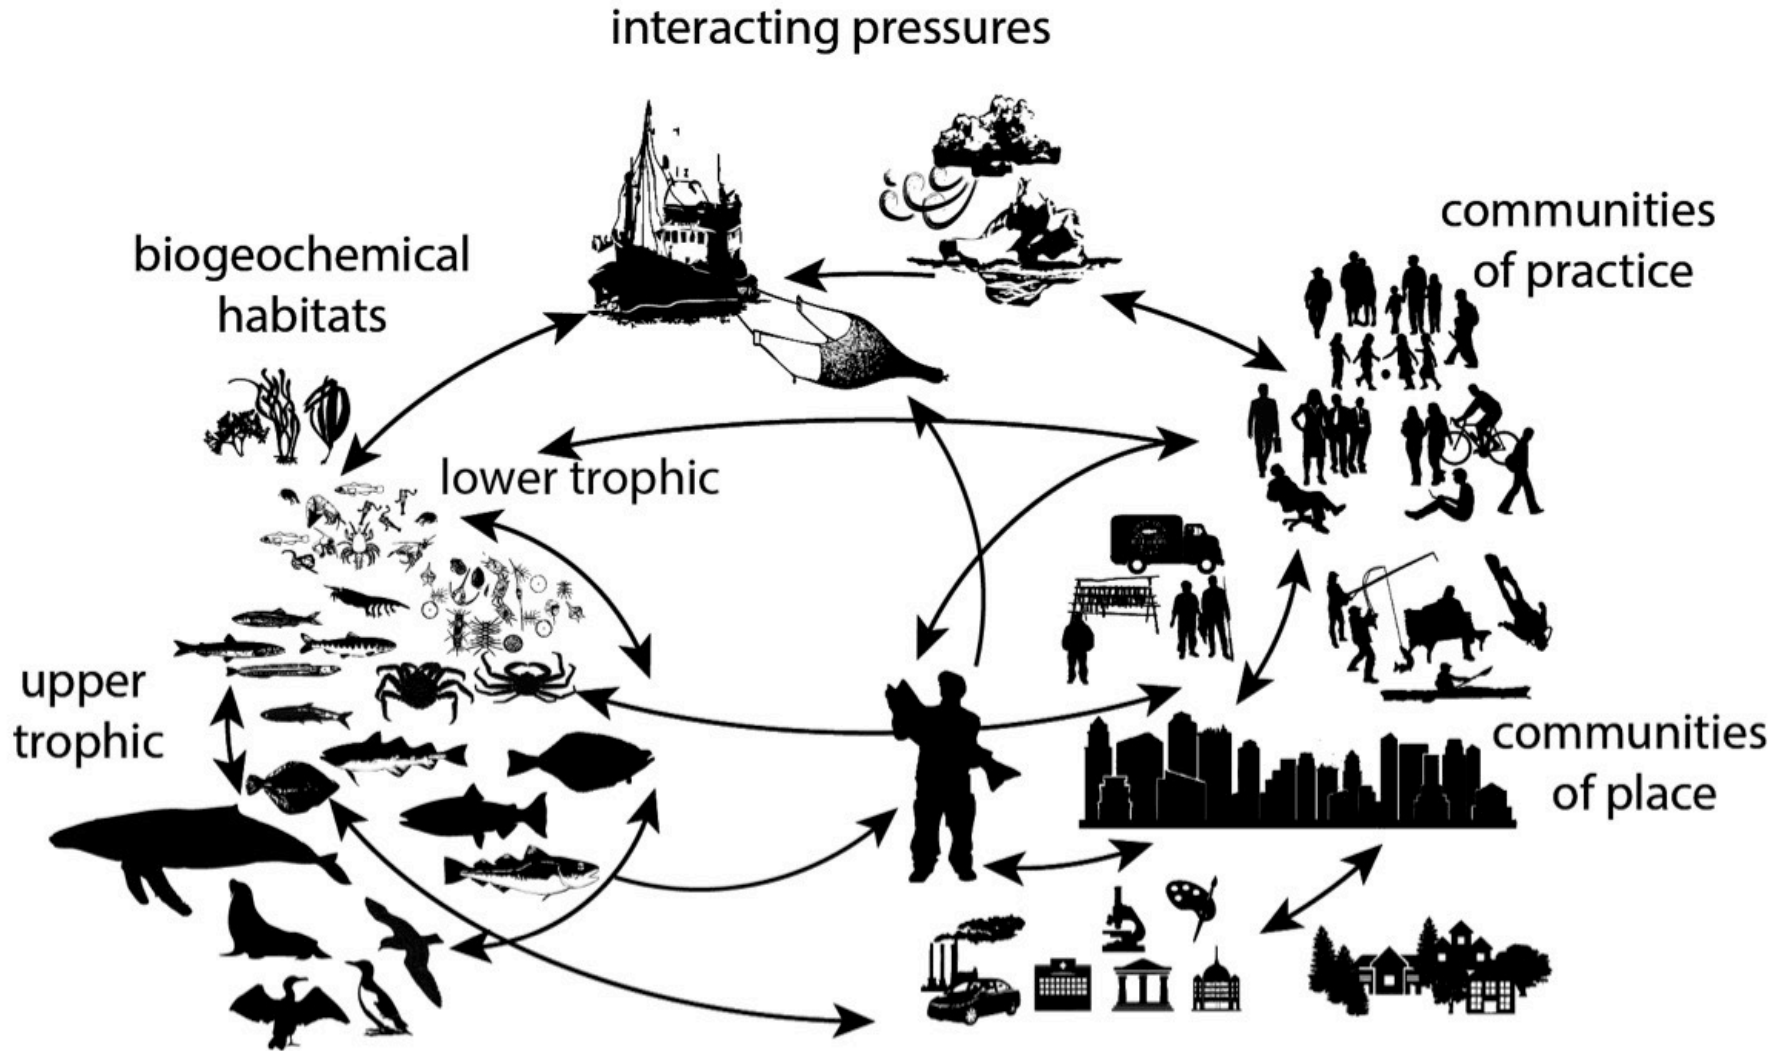 interacting pressures
communities
of practice
biogeochemical
habitats
lower trophic
upper
trophic
communities
of place